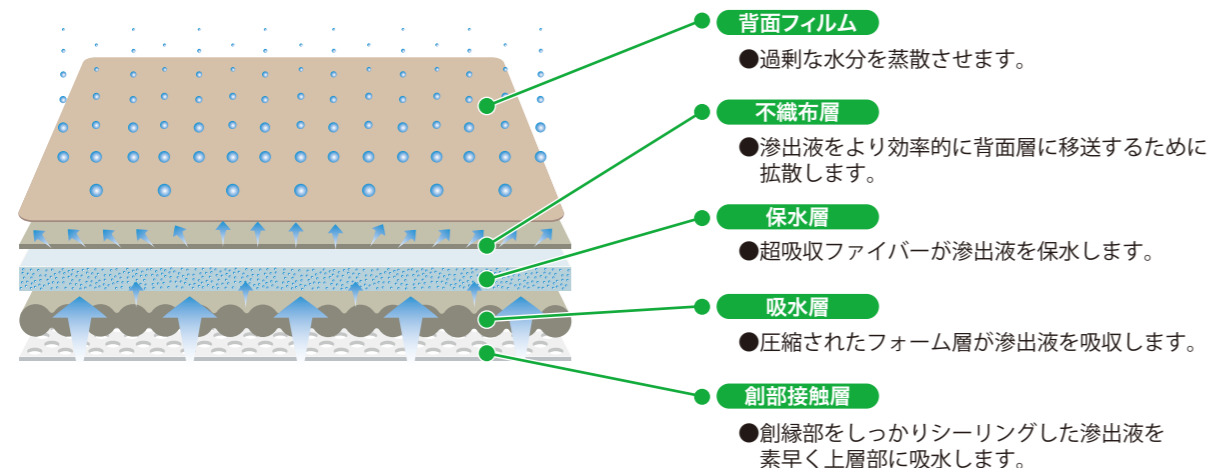 背面フィルム
●過剰な水分を蒸散させます。
不織布層
●滲出液をより効率的に背面層に移送するために
拡散します。
保水層
●超吸収ファイバーが滲出液を保水します。
吸水層
●圧縮されたフォーム層が滲出液を吸収します。
創部接触層
●創縁部をしっかりシーリングした滲出液を
素早く上層部に吸水します。